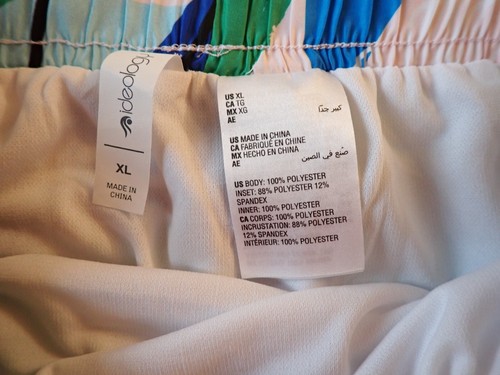 ideology
XL
MADE IN
CHINA
US XL
CA TG
MX XG
AE كبير جدًا
US MADE IN CHINA
CA FABRIQUÉ EN CHINE
MX HECHO EN CHINA
AE صُنع في الصين
US BODY: 100% POLYESTER
INSET: 88% POLYESTER 12%
SPANDEX
INNER: 100% POLYESTER
CA CORPS: 100% POLYESTER
INCRUSTATION: 88% POLYESTER
12% SPANDEX
INTÉRIEUR: 100% POLYESTER